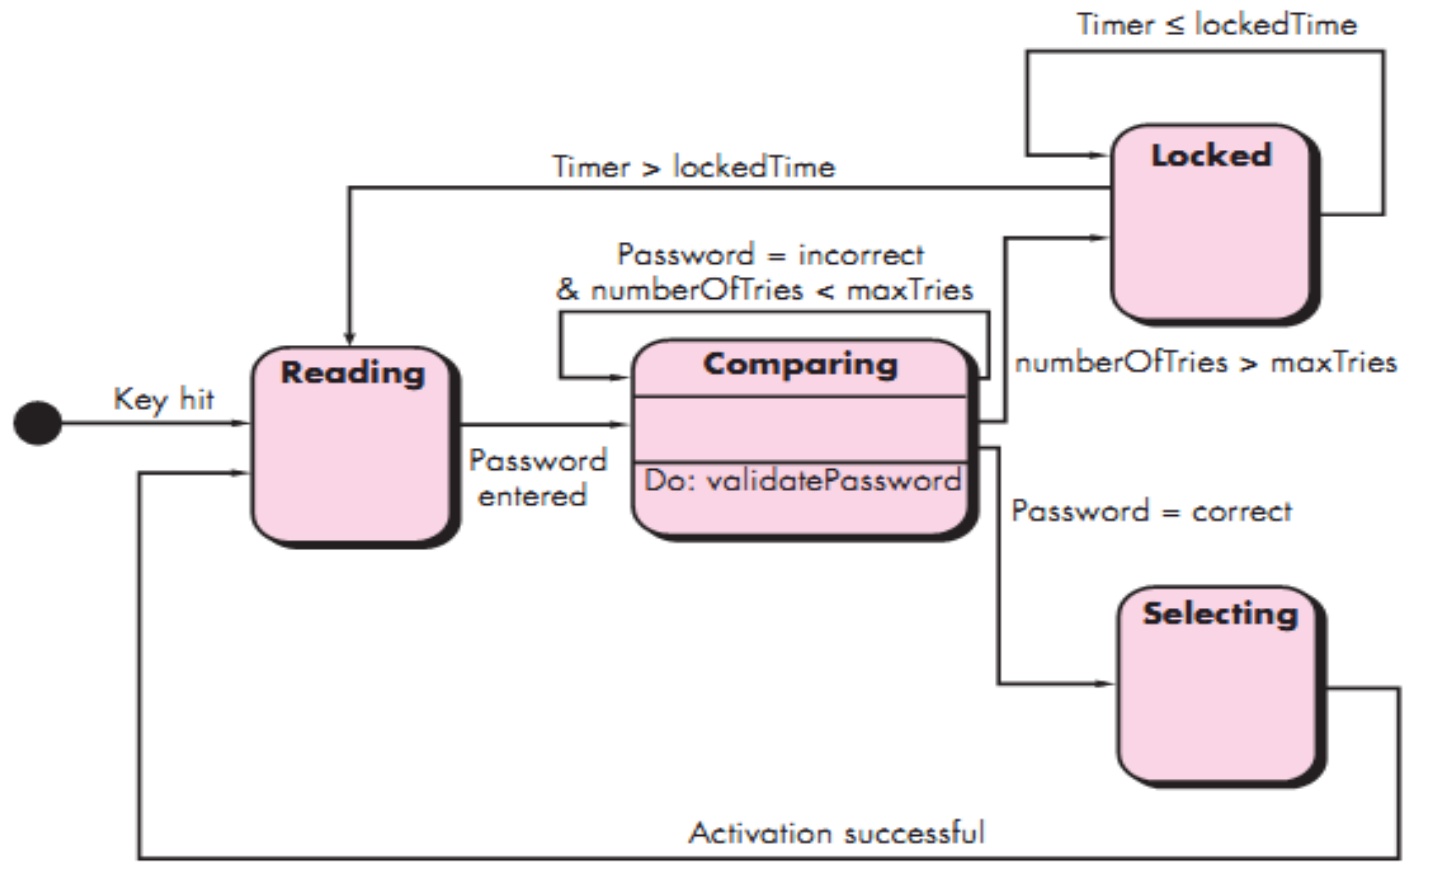 Timer ≤ lockedTime
Locked
Timer > lockedTime
Password = incorrect
& numberOfTries < maxTries
numberOfTries > maxTries
Comparing
Reading
Key hit
Password
entered
Do: validatePassword
Password = correct
Selecting
Activation successful